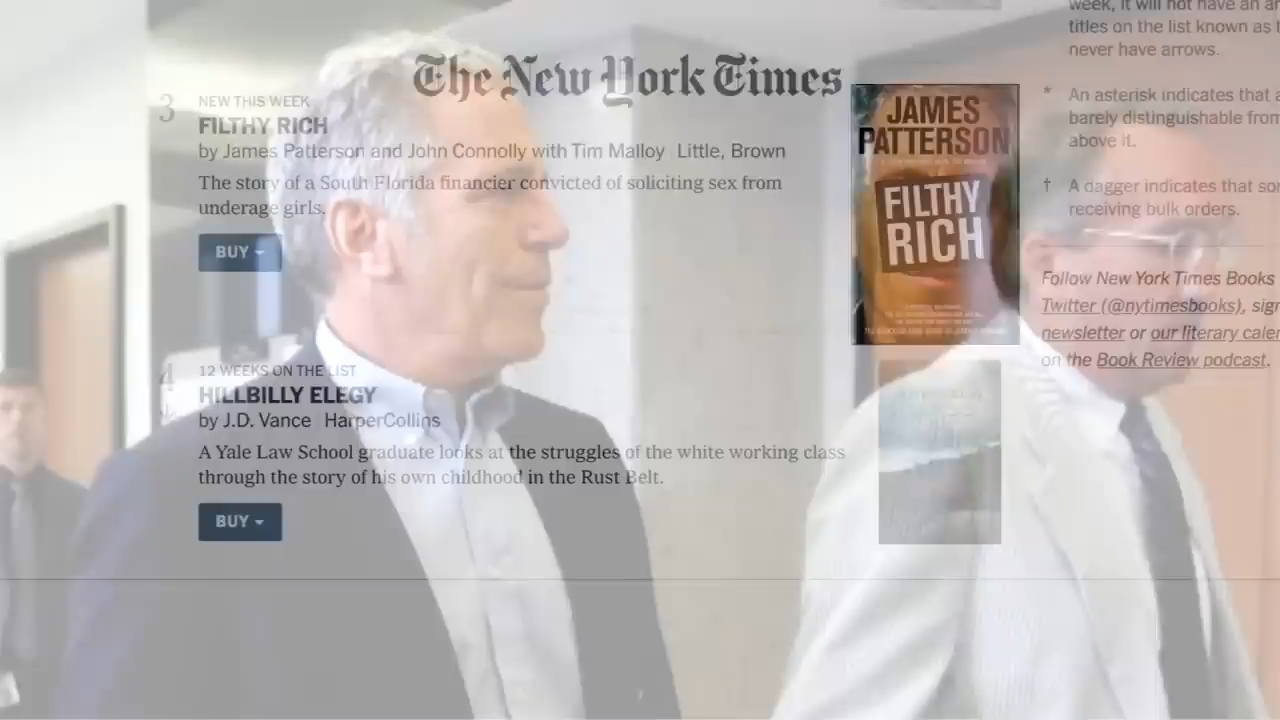 The New York Times
3
NEW THIS WEEK
FILTHY RICH
by James Patterson and John Connolly with Tim Malloy Little, Brown
The story of a South Florida financier convicted of soliciting sex from
underage girls.
BUY
4
12 WEEKS ON THE LIST
HILLBILLY ELEGY
by J.D. Vance HarperCollins
A Yale Law School graduate looks at the struggles of the white working class
through the story of his own childhood in the Rust Belt.
BUY
JAMES
PATTERSON
FILTHY
RICH
week, it will not have an
titles on the list known as
never have arrows.
* An asterisk indicates that a
barely distinguishable from
above it.
† A dagger indicates that
receiving bulk orders.
Follow New York Times Books
Twitter (@nytimesbooks),
newsletter or our literary
on the Book Review podcast.